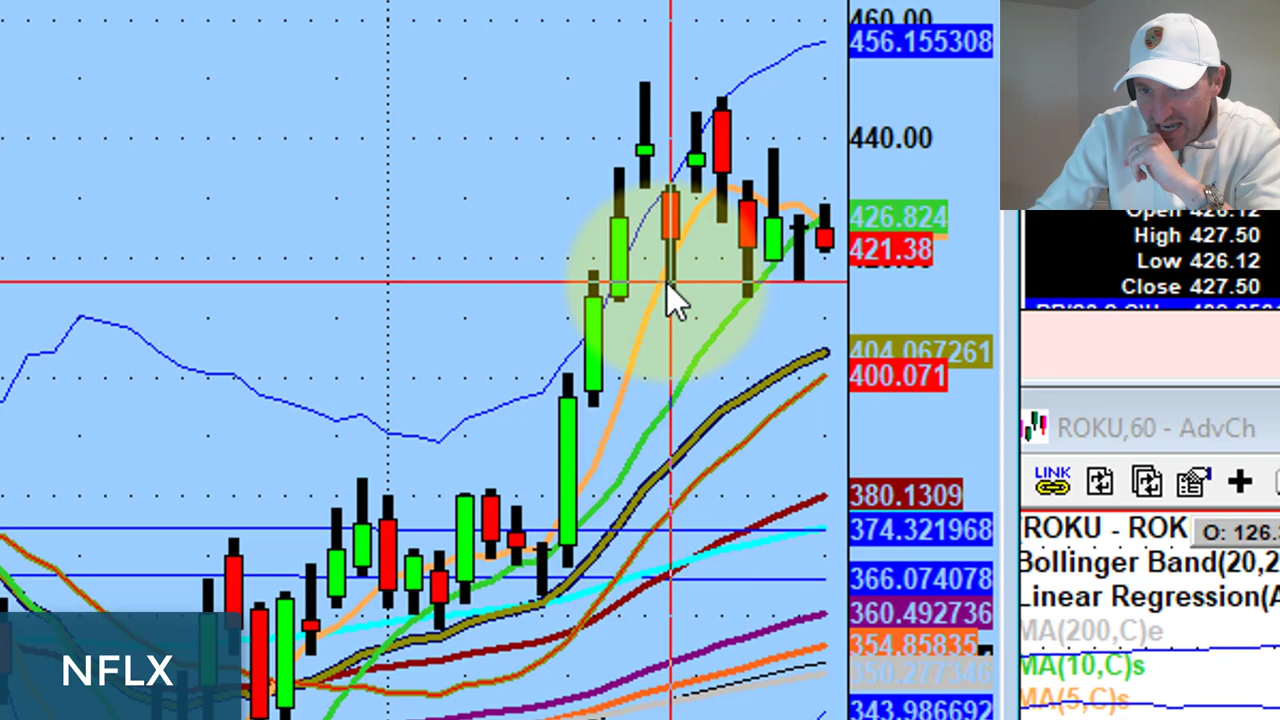 460.00
456.155308
440.00
426.824
421.38
404.067261
400.071
380.1309
374.321968
366.074078
360.492736
354.85835
350.277346
343.986692
NFLX
Open 426.12
High 427.50
Low 426.12
Close 427.50
ROKU,60 - AdvCh
LINK
ROKU - ROK O: 126.
Bollinger Band(20,2
Linear Regression(A
MA(200,C)e
MA(10,C)s
MA(5,C)s